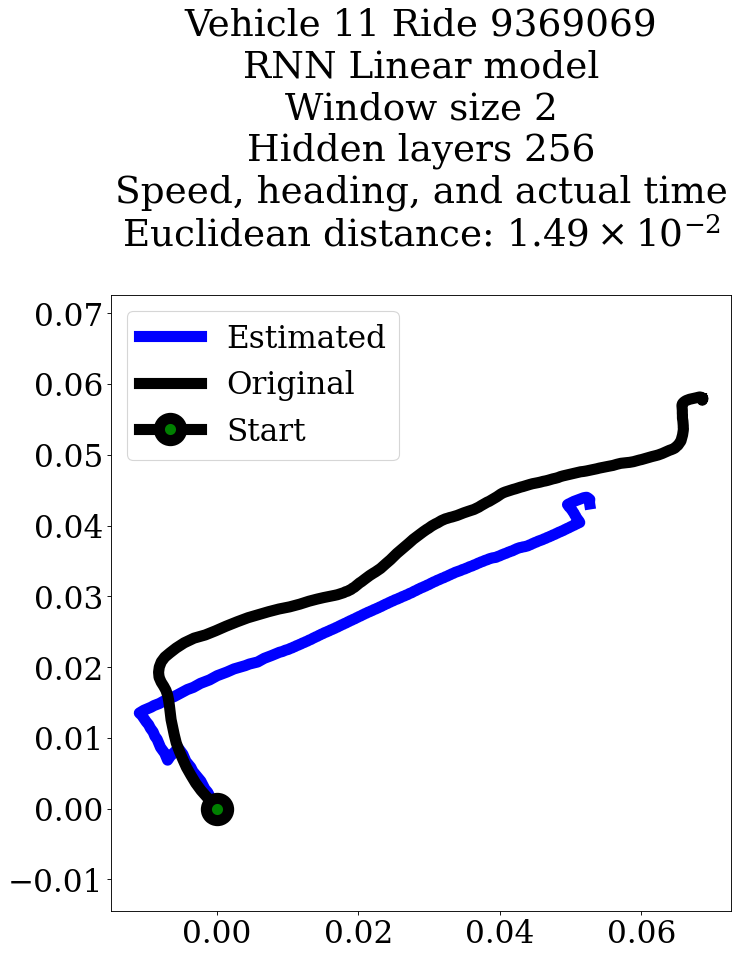 Vehicle 11 Ride 9369069
RNN Linear model
Window size 2
Hidden layers 256
Speed, heading, and actual time
Euclidean distance: 1.49 × 10⁻²
0.07
0.06
0.05
0.04
0.03
0.02
0.01
0.00
−0.01
Estimated
Original
Start
0.00 0.02 0.04 0.06